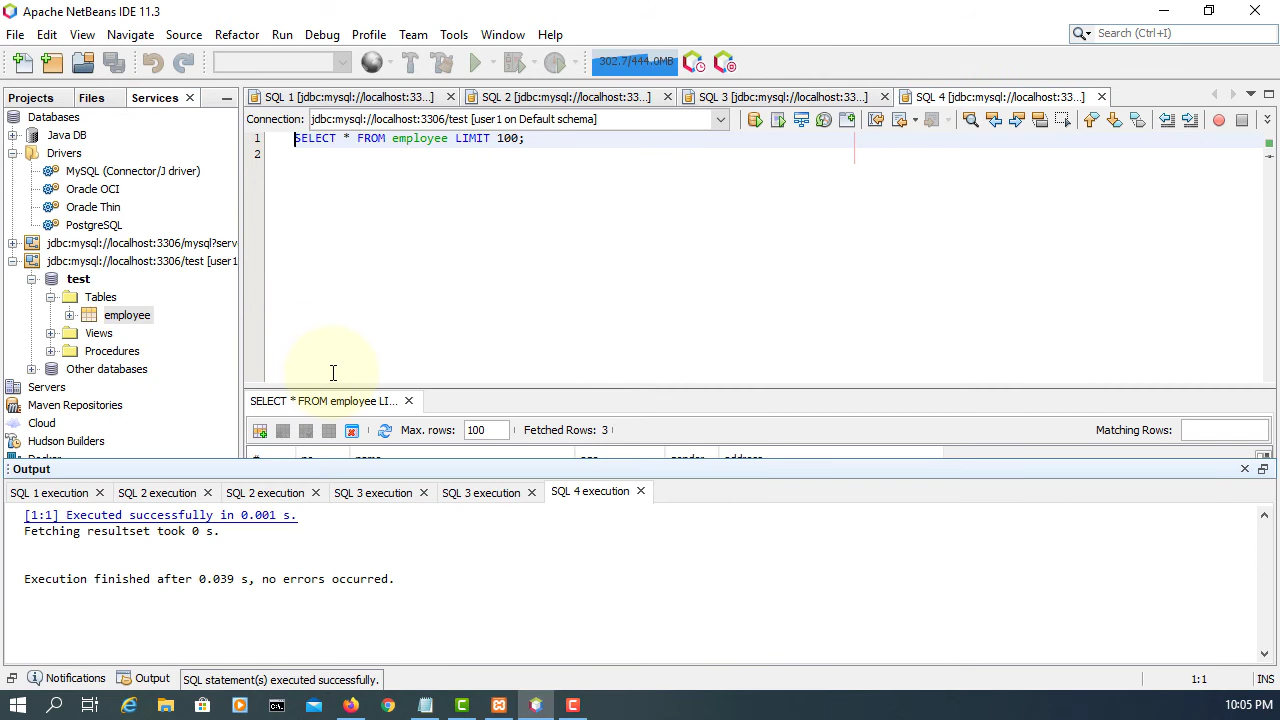 Apache NetBeans IDE 11.3
File Edit View Navigate Source Refactor Run Debug Profile Team Tools Window Help
Search (Ctrl+I)
302.7/444.0MB
Projects Files Services
SQL 1 [jdbc:mysql://localhost:33...] SQL 2 [jdbc:mysql://localhost:33...] SQL 3 [jdbc:mysql://localhost:33...] SQL 4 [jdbc:mysql://localhost:33...]
Connection: jdbc:mysql://localhost:3306/test [user1 on Default schema]
Databases
Java DB
Drivers
MySQL (Connector/J driver)
Oracle OCI
Oracle Thin
PostgreSQL
jdbc:mysql://localhost:3306/mysql?serv
jdbc:mysql://localhost:3306/test [user1
test
Tables
employee
Views
Procedures
Other databases
Servers
Maven Repositories
Cloud
Hudson Builders
1 SELECT * FROM employee LIMIT 100;
2
SELECT * FROM employee LI...
Max. rows: 100 Fetched Rows: 3 Matching Rows:
# no name age gender address
Output
SQL 1 execution SQL 2 execution SQL 2 execution SQL 3 execution SQL 3 execution SQL 4 execution
[1:1] Executed successfully in 0.001 s.
Fetching resultset took 0 s.
Execution finished after 0.039 s, no errors occurred.
Notifications Output SQL statement(s) executed successfully. 1:1 INS
10:05 PM